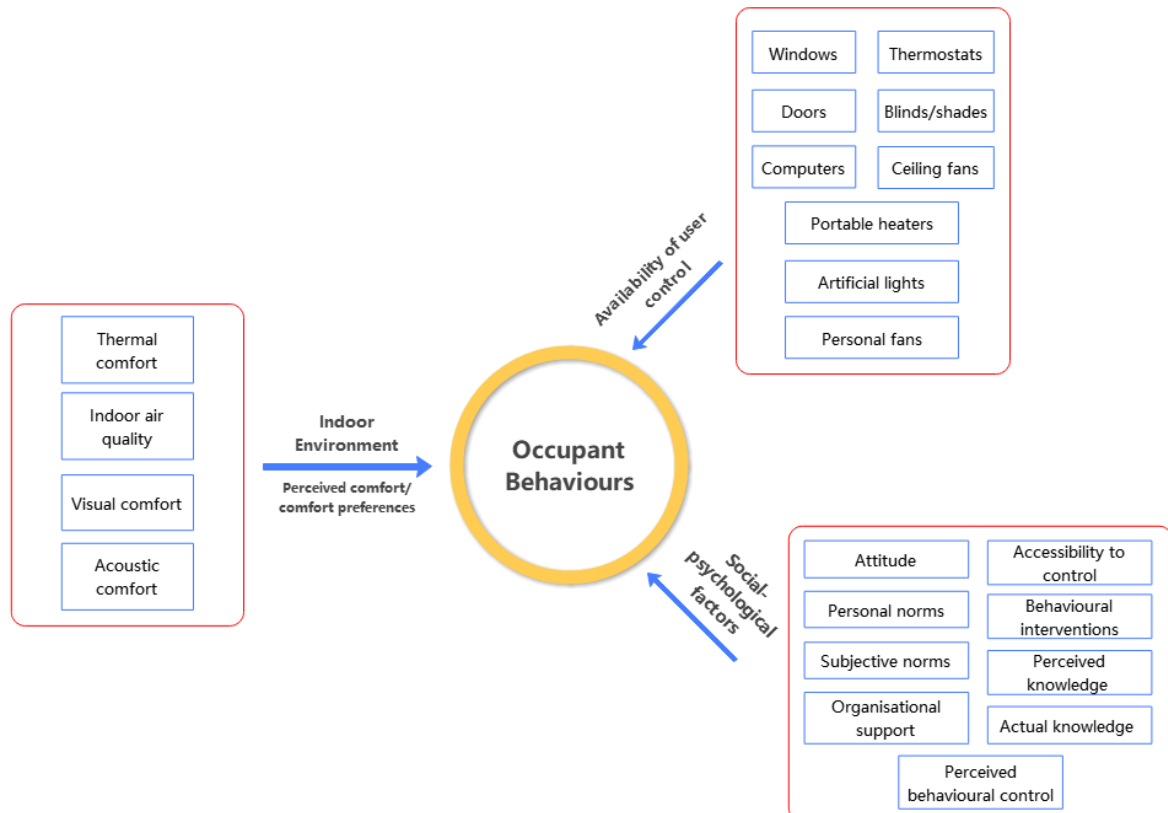 Windows
Thermostats
Doors
Blinds/shades
Computers
Ceiling fans
Portable heaters
Artificial lights
Personal fans
Availability of user
control
Thermal
comfort
Indoor air
quality
Visual comfort
Acoustic
comfort
Indoor
Environment
Perceived comfort/
comfort preferences
Occupant
Behaviours
Social-
psychological
factors
Attitude
Accessibility to
control
Personal norms
Behavioural
interventions
Subjective norms
Perceived
knowledge
Organisational
support
Actual knowledge
Perceived
behavioural control